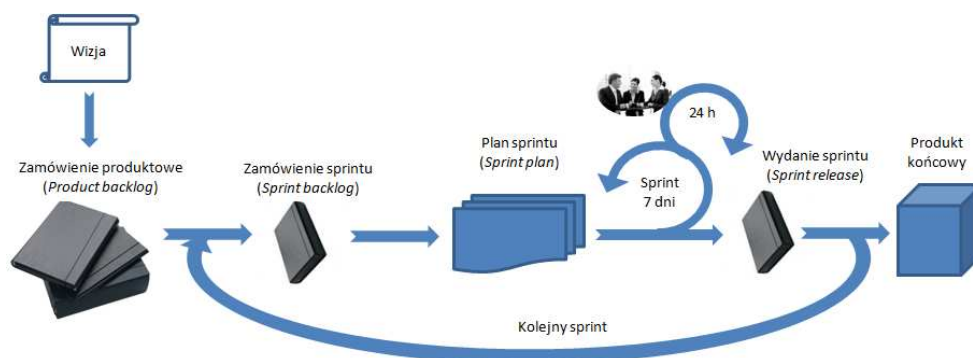 Wizja
Zamówienie produktowe
(Product backlog)
Zamówienie sprintu
(Sprint backlog)
Plan sprintu
(Sprint plan)
24 h
Sprint
7 dni
Wydanie sprintu
(Sprint release)
Produkt
końcowy
Kolejny sprint